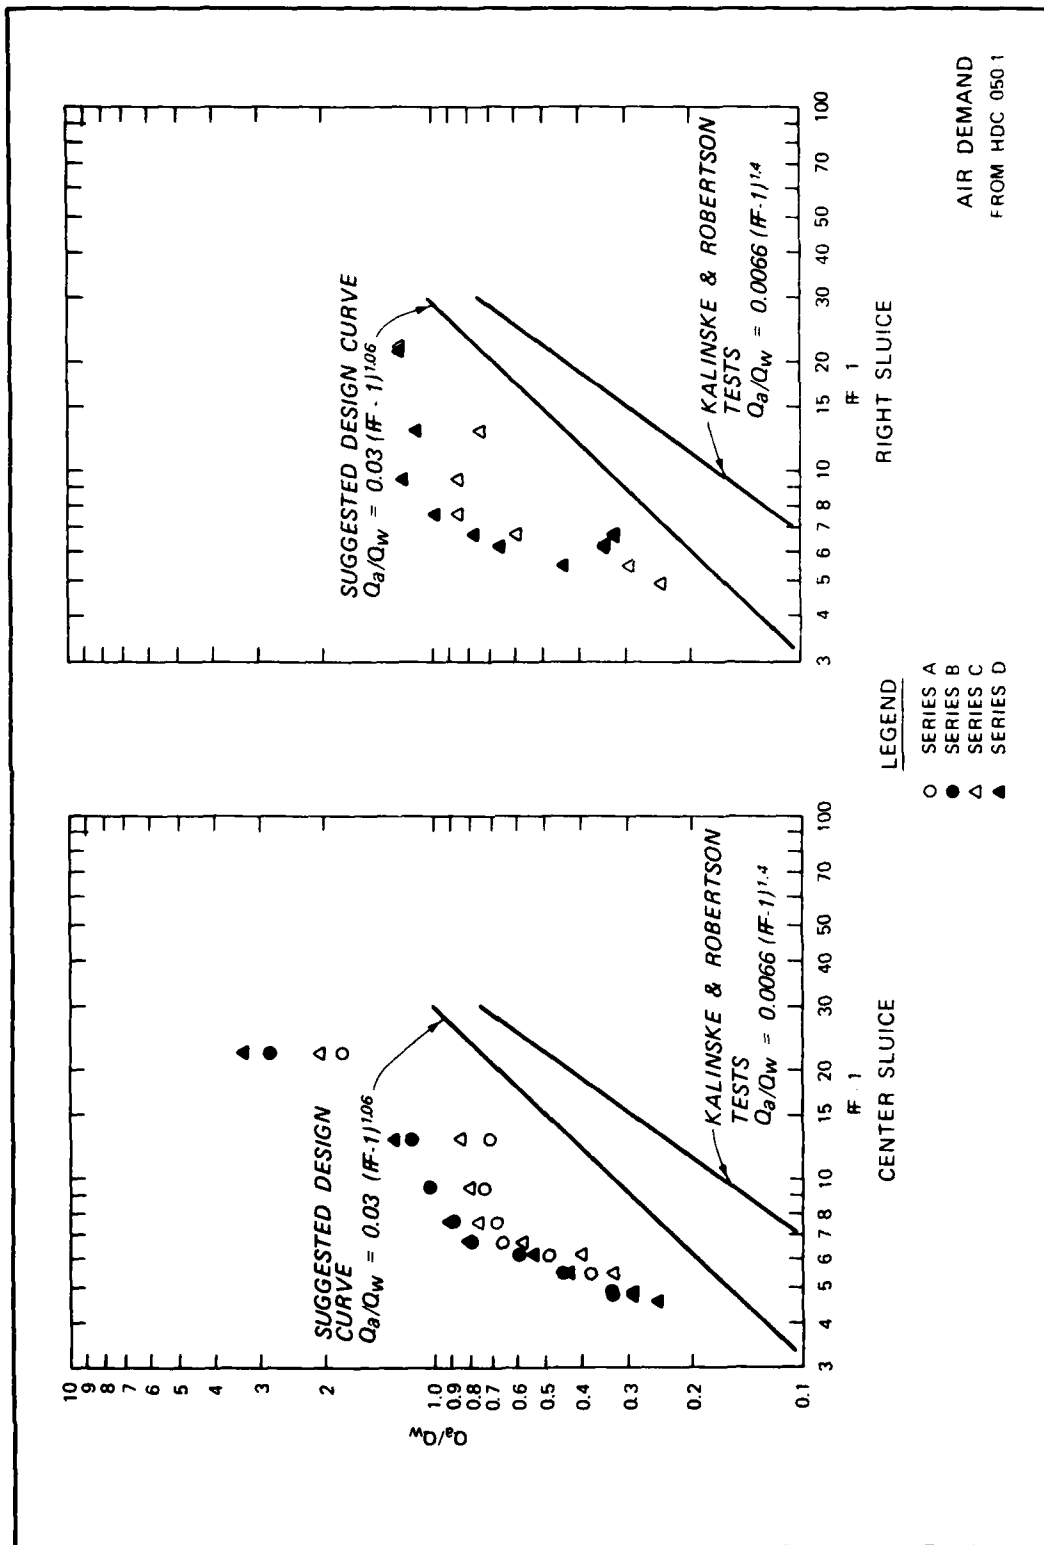 10
9
8
7
6
5
4
3
2
1.0
0.9
0.8
0.7
0.6
0.5
0.4
0.3
0.2
0.1
Qa/Qw
SUGGESTED DESIGN
CURVE
Qa/Qw = 0.03 (F-1)1.06
KALINSKE & ROBERTSON
TESTS
Qa/Qw = 0.0066 (F-1)1.4
3 4 5 6 7 8 10 15 20 30 40 50 70 100
F - 1
CENTER SLUICE
SUGGESTED DESIGN CURVE
Qa/Qw = 0.03 (F - 1)1.06
KALINSKE & ROBERTSON
TESTS
Qa/Qw = 0.0066 (F-1)1.4
3 4 5 6 7 8 10 15 20 30 40 50 70 100
F 1
RIGHT SLUICE
LEGEND
SERIES A
SERIES B
SERIES C
SERIES D
AIR DEMAND
FROM HDC 050 1